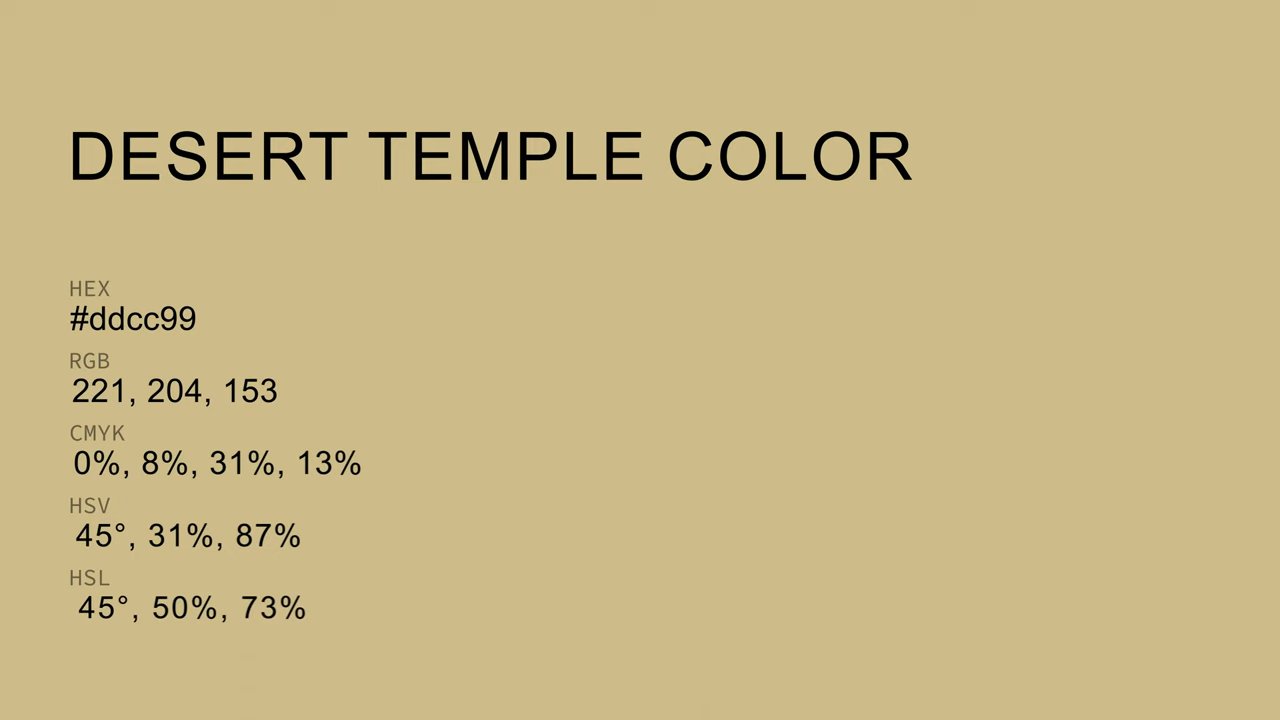 DESERT TEMPLE COLOR
HEX
#ddcc99
RGB
221, 204, 153
CMYK
0%, 8%, 31%, 13%
HSV
45°, 31%, 87%
HSL
45°, 50%, 73%